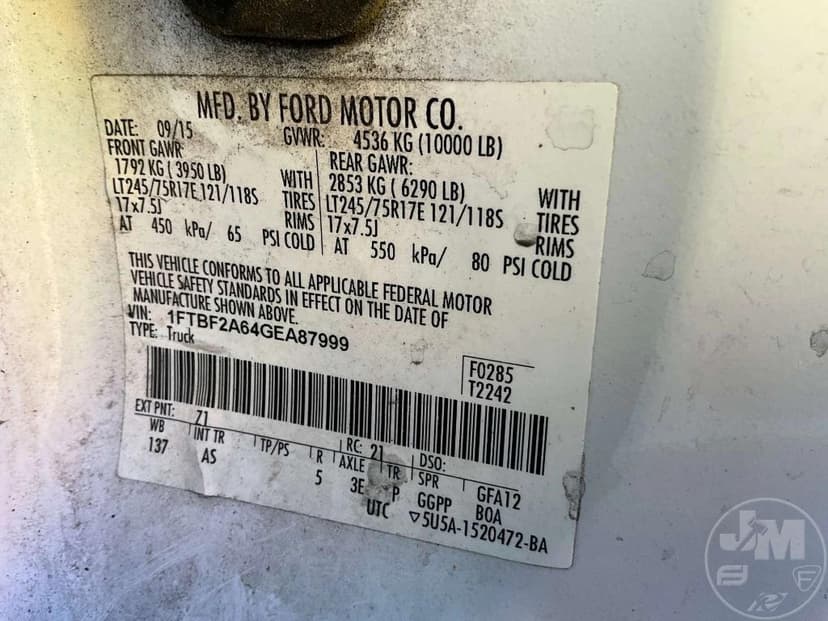 MFD. BY FORD MOTOR CO.
DATE: 09/15 GVWR: 4536 KG (10000 LB)
FRONT GAWR: REAR GAWR:
1792 KG ( 3950 LB) WITH 2853 KG ( 6290 LB) WITH
LT245/75R17E 121/118S TIRES LT245/75R17E 121/118S TIRES
17x7.5J RIMS 17x7.5J RIMS
AT 450 kPa/ 65 PSI COLD AT 550 kPa/ 80 PSI COLD
THIS VEHICLE CONFORMS TO ALL APPLICABLE FEDERAL MOTOR
VEHICLE SAFETY STANDARDS IN EFFECT ON THE DATE OF
MANUFACTURE SHOWN ABOVE.
VIN: 1FTBF2A64GEA87999
TYPE: Truck
F0285
T2242
EXT PNT: Z1 RC: 21 DSO:
WB INT TR TP/PS R AXLE TR SPR GFA12
137 AS 5 3E P GGPP BOA
UTC ▽5U5A-1520472-BA
JM